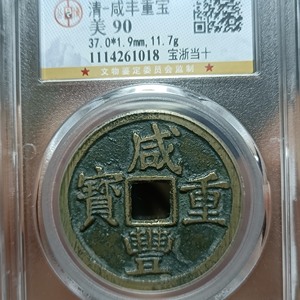 清-咸丰重宝
美 90
37.0*1.9mm,11.7g
1114261018 宝浙当十
★文物鉴定委员会监制★
咸
寶 重
豐